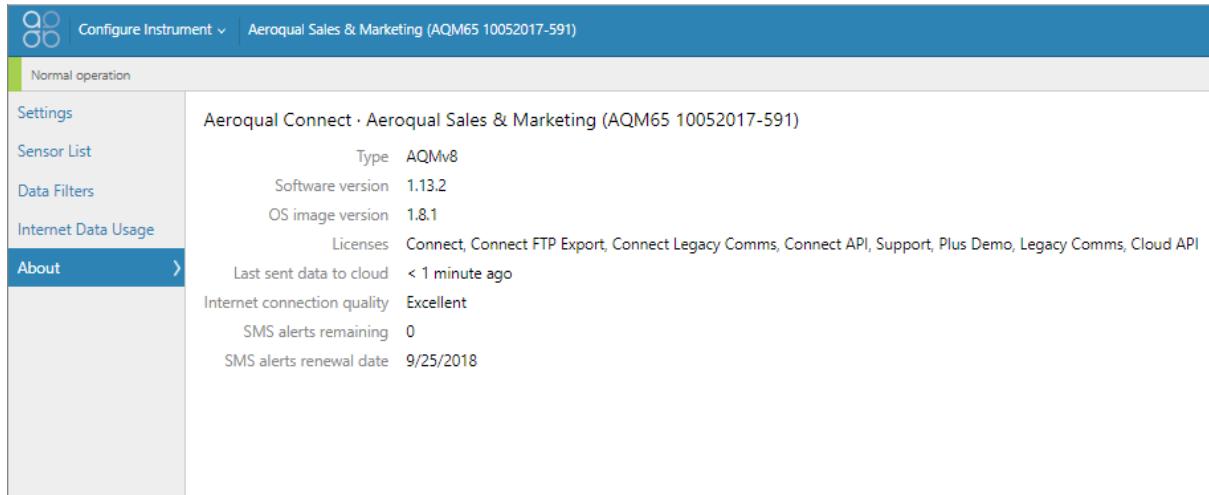 Configure Instrument Aeroqual Sales & Marketing (AQM65 10052017-591)
Normal operation
Settings
Sensor List
Data Filters
Internet Data Usage
About
Aeroqual Connect · Aeroqual Sales & Marketing (AQM65 10052017-591)
Type AQMv8
Software version 1.13.2
OS image version 1.8.1
Licenses Connect, Connect FTP Export, Connect Legacy Comms, Connect API, Support, Plus Demo, Legacy Comms, Cloud API
Last sent data to cloud < 1 minute ago
Internet connection quality Excellent
SMS alerts remaining 0
SMS alerts renewal date 9/25/2018